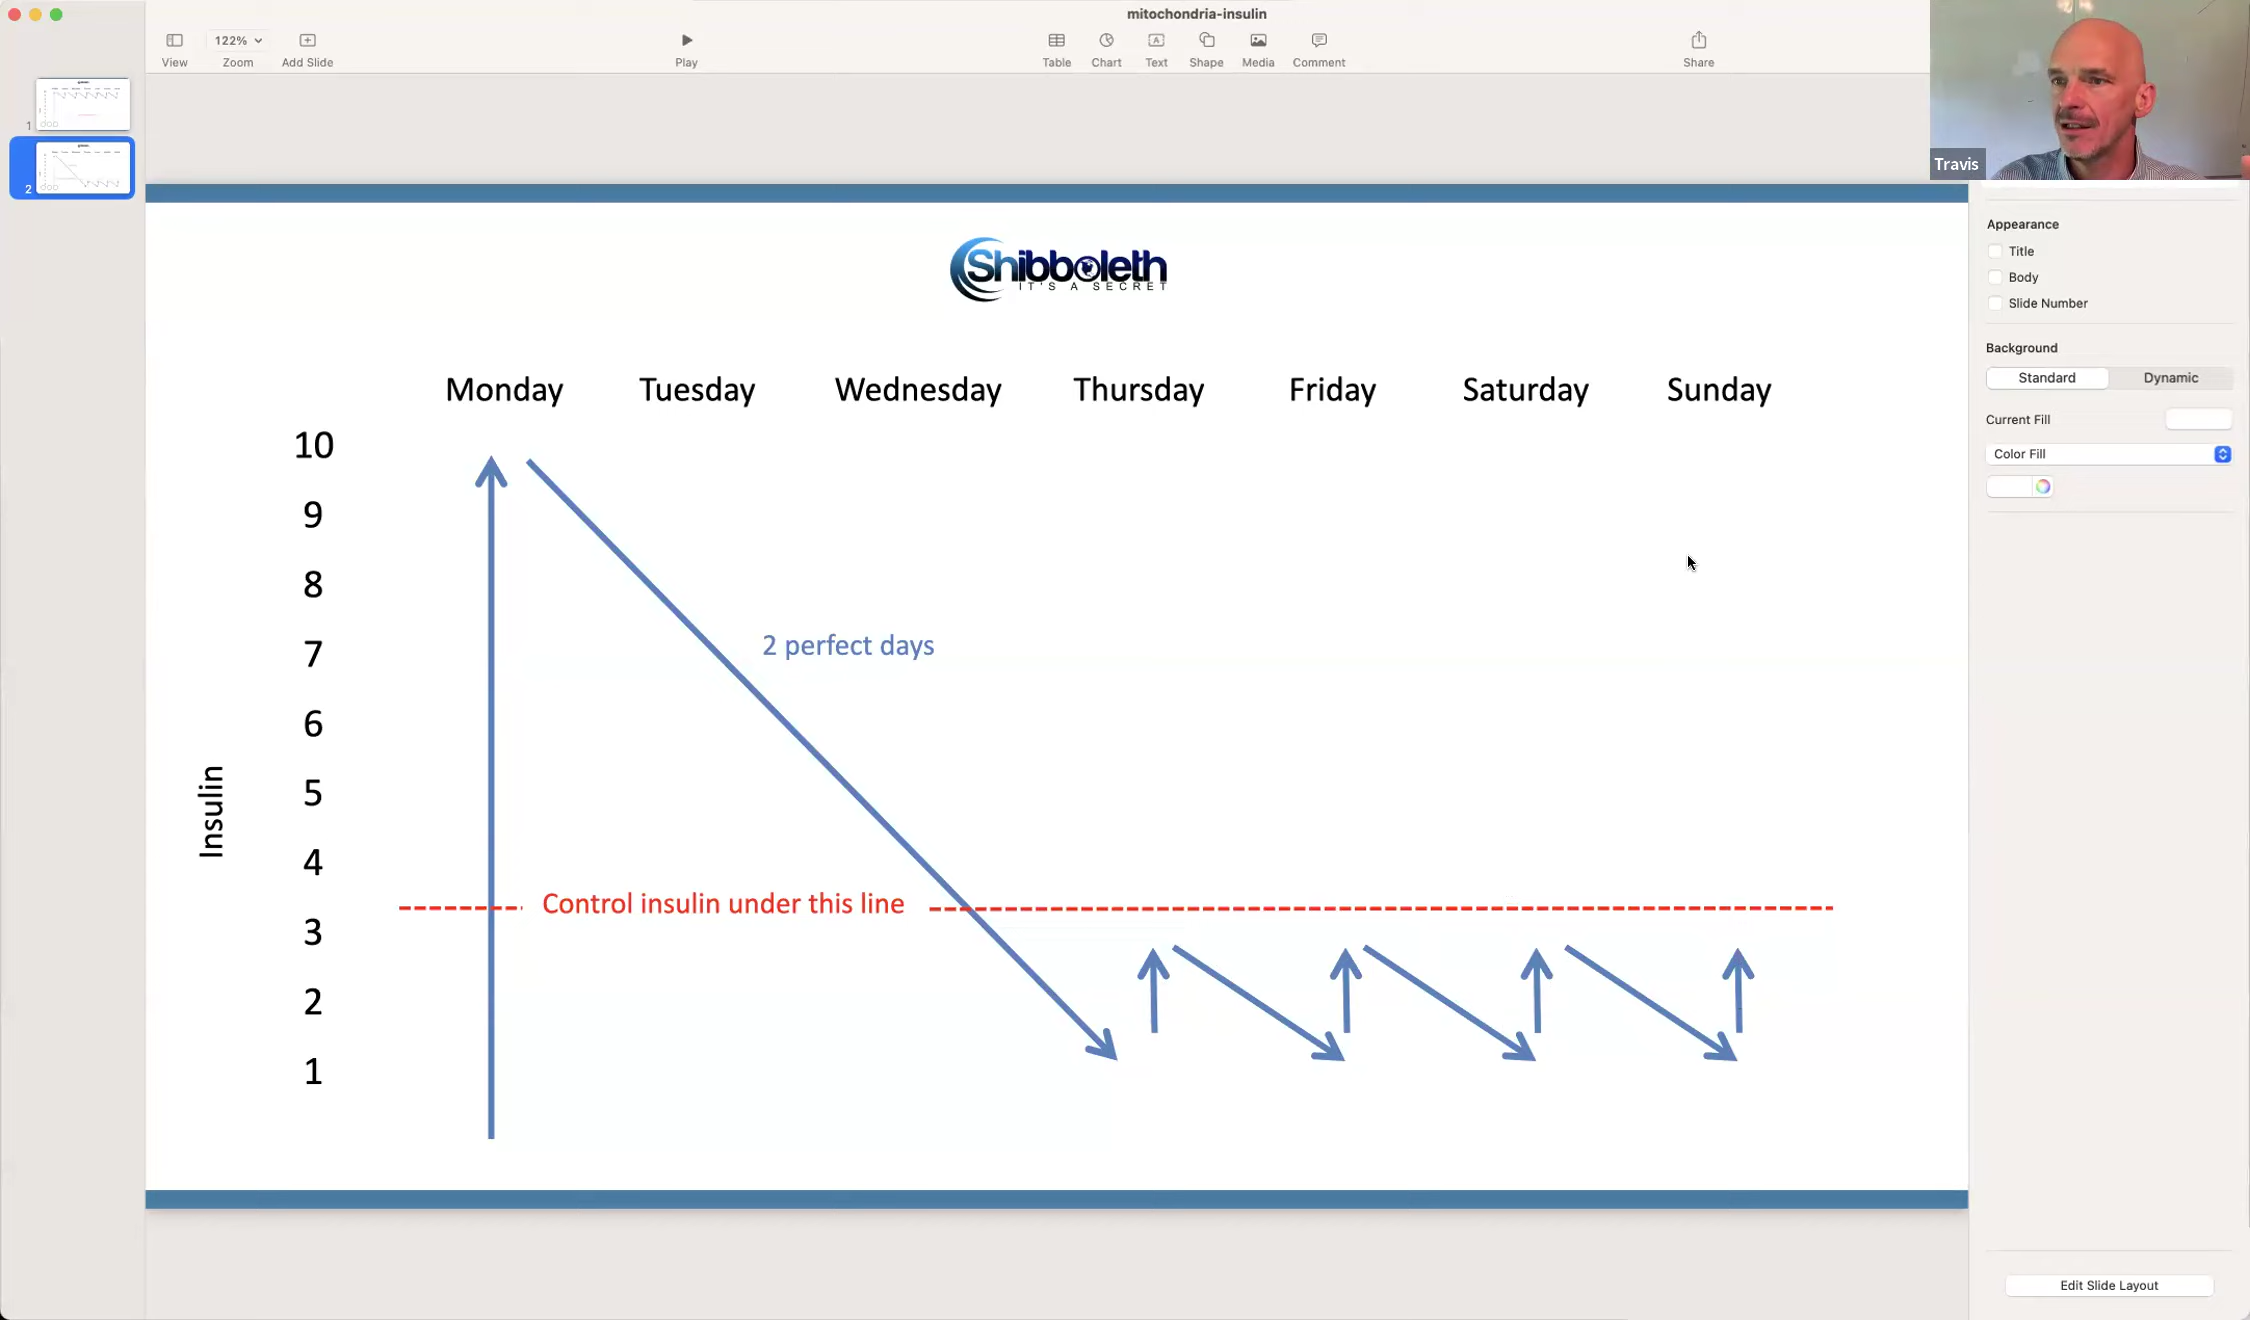 mitochondria-insulin
122%
View
Zoom
Add Slide
Play
Table
Chart
Text
Shape
Media
Comment
Share
Travis
1
2
Shibboleth
IT'S A SECRET
Monday Tuesday Wednesday Thursday Friday Saturday Sunday
10
9
8
7
6
5
4
3
2
1
Insulin
2 perfect days
Control insulin under this line
Appearance
Title
Body
Slide Number
Background
Standard Dynamic
Current Fill
Color Fill
Edit Slide Layout